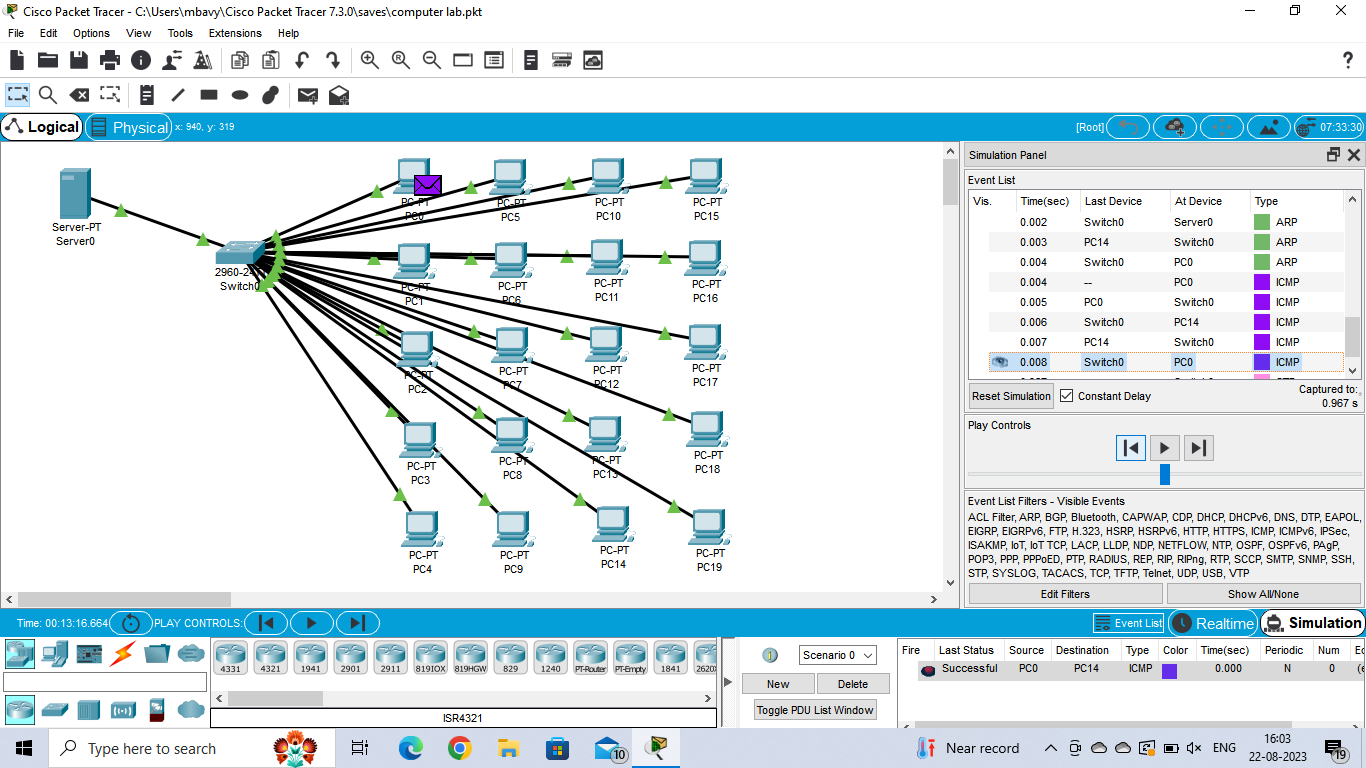 Cisco Packet Tracer - C:\Users\mbavy\Cisco Packet Tracer 7.3.0\saves\computer lab.pkt
File Edit Options View Tools Extensions Help
Logical Physical x: 940, y: 319 [Root] 07:33:30
Server-PT
Server0
Switch0
PC-PT
PC0
PC-PT
PC5
PC-PT
PC10
PC-PT
PC15
PC-PT
PC1
PC-PT
PC6
PC-PT
PC11
PC-PT
PC16
PC-PT
PC2
PC-PT
PC7
PC-PT
PC12
PC-PT
PC17
PC-PT
PC3
PC-PT
PC8
PC-PT
PC13
PC-PT
PC18
PC-PT
PC4
PC-PT
PC9
PC-PT
PC14
PC-PT
PC19
Simulation Panel
Event List
Vis. Time(sec) Last Device At Device Type
0.002 Switch0 Server0 ARP
0.003 PC14 Switch0 ARP
0.004 Switch0 PC0 ARP
0.004 -- PC0 ICMP
0.005 PC0 Switch0 ICMP
0.006 Switch0 PC14 ICMP
0.007 PC14 Switch0 ICMP
0.008 Switch0 PC0 ICMP
Reset Simulation Constant Delay Captured to:
0.967 s
Play Controls
Event List Filters - Visible Events
ACL Filter, ARP, BGP, Bluetooth, CAPWAP, CDP, DHCP, DHCPv6, DNS, DTP, EAPOL,
EIGRP, EIGRPv6, FTP, H.323, HSRP, HSRPv6, HTTP, HTTPS, ICMP, ICMPv6, IPSec,
ISAKMP, IoT, IoT TCP, LACP, LLDP, NDP, NETFLOW, NTP, OSPF, OSPFv6, PAgP,
POP3, PPP, PPPoED, PTP, RADIUS, REP, RIP, RIPng, RTP, SCCP, SMTP, SNMP, SSH,
STP, SYSLOG, TACACS, TCP, TFTP, Telnet, UDP, USB, VTP
Edit Filters Show All/None
Time: 00:13:16.664 PLAY CONTROLS: Event List Realtime Simulation
4331 4321 1941 2901 2911 819IOX 819HGW 829 1240 PT-Router PT-Empty 1841 2620X
ISR4321
Scenario 0
New Delete
Toggle PDU List Window
Fire Last Status Source Destination Type Color Time(sec) Periodic Num
Successful PC0 PC14 ICMP 0.000 N 0
Type here to search 10 Near record ENG 16:03
22-08-2023 19